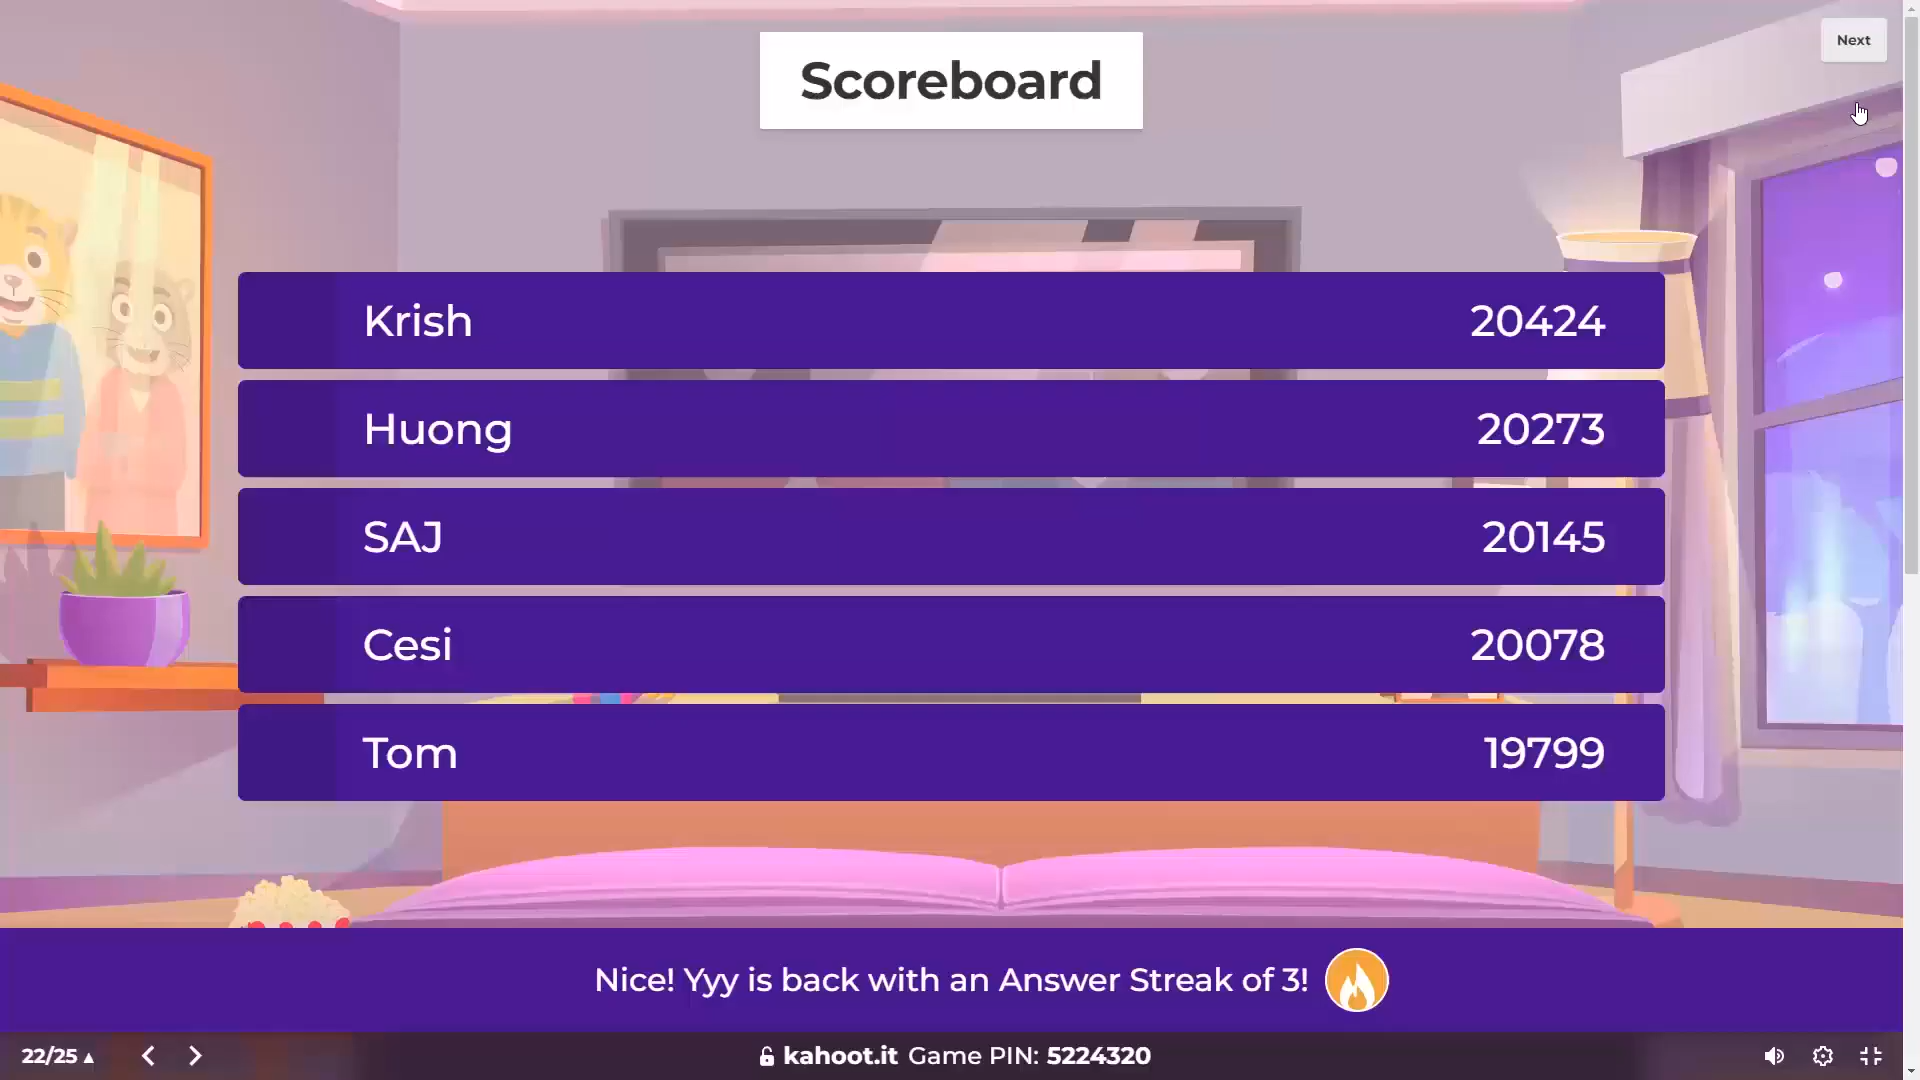 Scoreboard
Next
Krish 20424
Huong 20273
SAJ 20145
Cesi 20078
Tom 19799
Nice! Yyy is back with an Answer Streak of 3!
22/25 kahoot.it Game PIN: 5224320